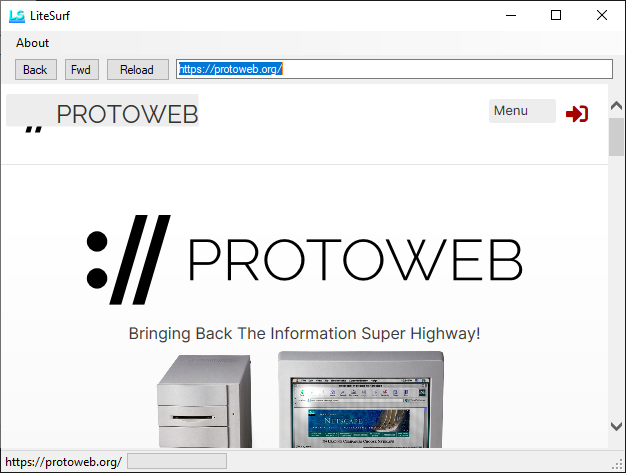 LiteSurf
About
Back Fwd Reload https://protoweb.org/
PROTOWEB Menu
:// PROTOWEB
Bringing Back The Information Super Highway!
NETSCAPE
https://protoweb.org/